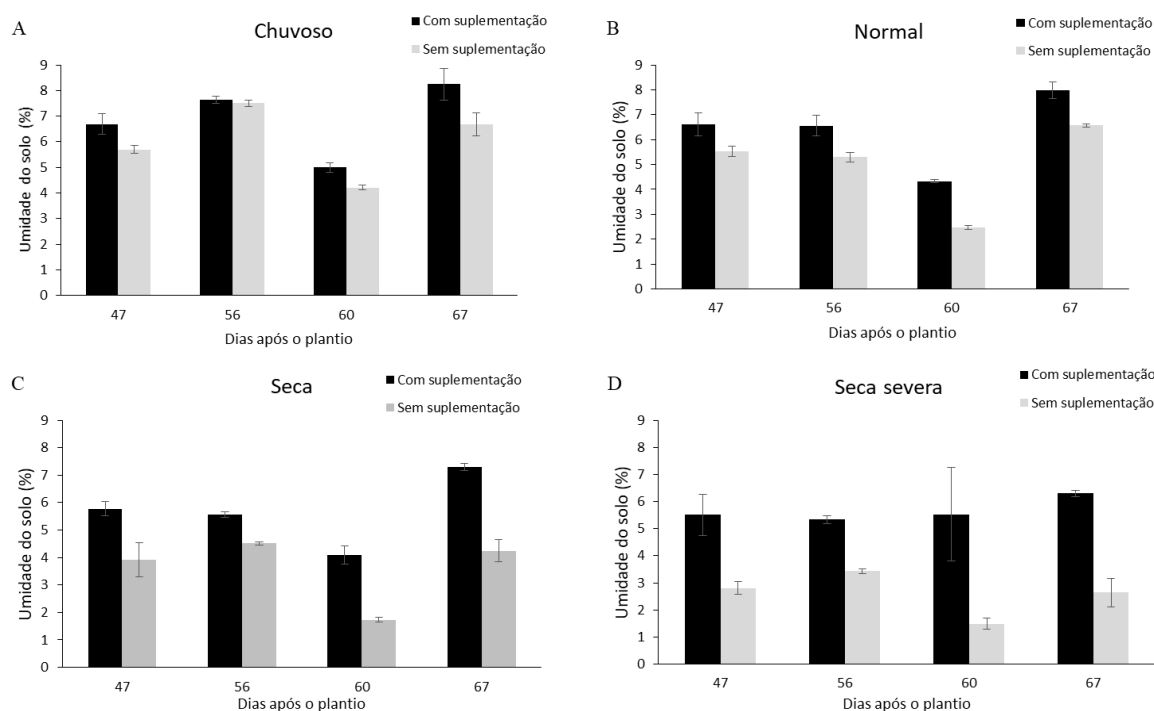 A
Chuvoso
Com suplementação
Sem suplementação
Umidade do solo (%)
9
8
7
6
5
4
3
2
1
0
47 56 60 67
Dias após o plantio
B
Normal
Com suplementação
Sem suplementação
Umidade do solo (%)
9
8
7
6
5
4
3
2
1
0
47 56 60 67
Dias após o plantio
C
Seca
Com suplementação
Sem suplementação
Umidade do solo (%)
9
8
7
6
5
4
3
2
1
0
47 56 60 67
Dias após o plantio
D
Seca severa
Com suplementação
Sem suplementação
Umidade do solo (%)
9
8
7
6
5
4
3
2
1
0
47 56 60 67
Dias após o plantio